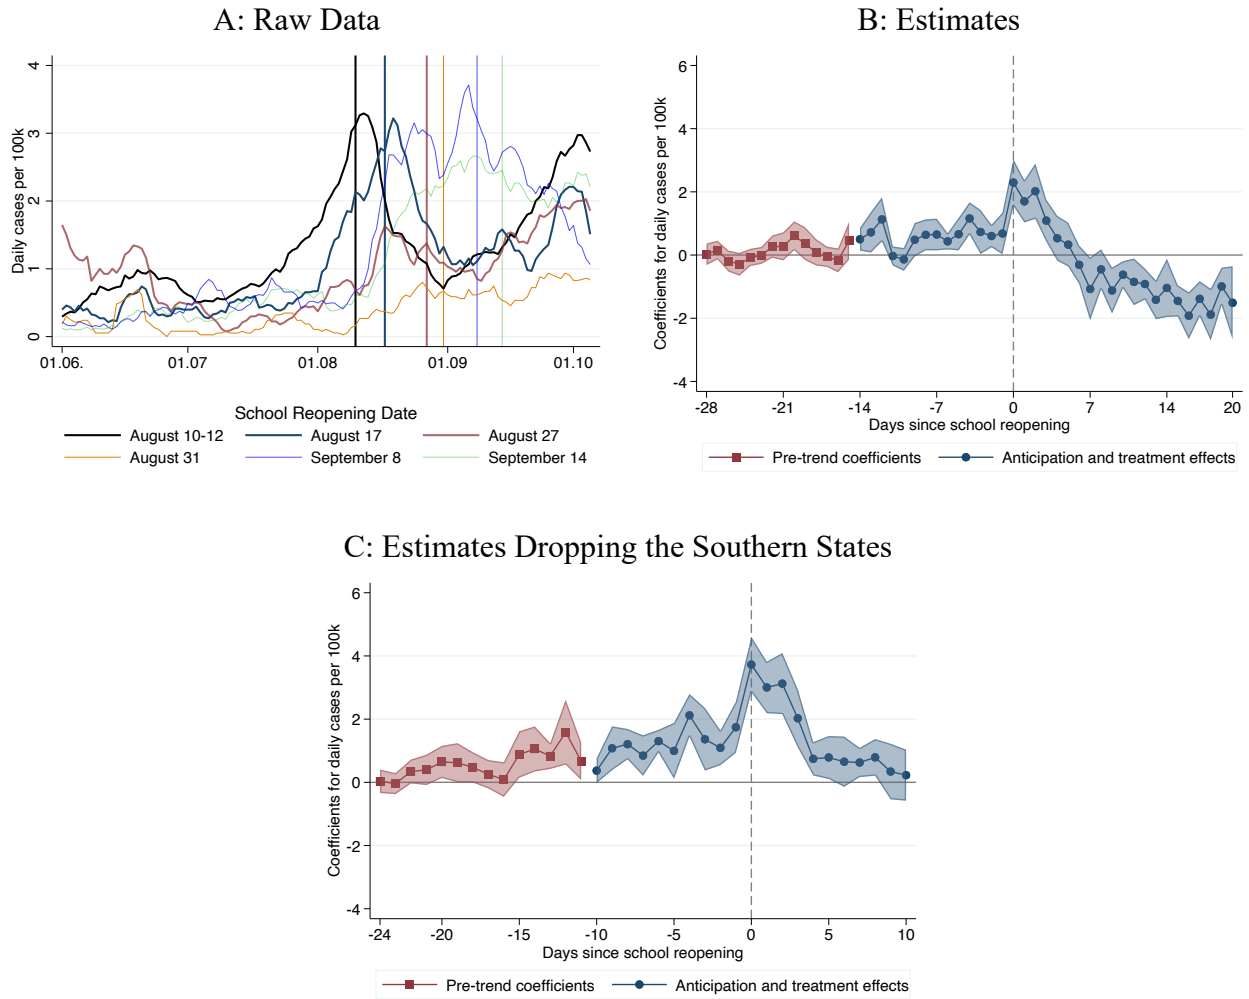 A: Raw Data
Daily cases per 100k
4
3
2
1
0
01.06.
01.07
01.08
01.09
01.10
School Reopening Date
August 10-12
August 17
August 27
August 31
September 8
September 14
B: Estimates
Coefficients for daily cases per 100k
6
4
2
0
-2
-4
-28
-21
-14
-7
0
7
14
20
Days since school reopening
Pre-trend coefficients
Anticipation and treatment effects
C: Estimates Dropping the Southern States
Coefficients for daily cases per 100k
6
4
2
0
-2
-4
-24
-20
-15
-10
-5
0
5
10
Days since school reopening
Pre-trend coefficients
Anticipation and treatment effects